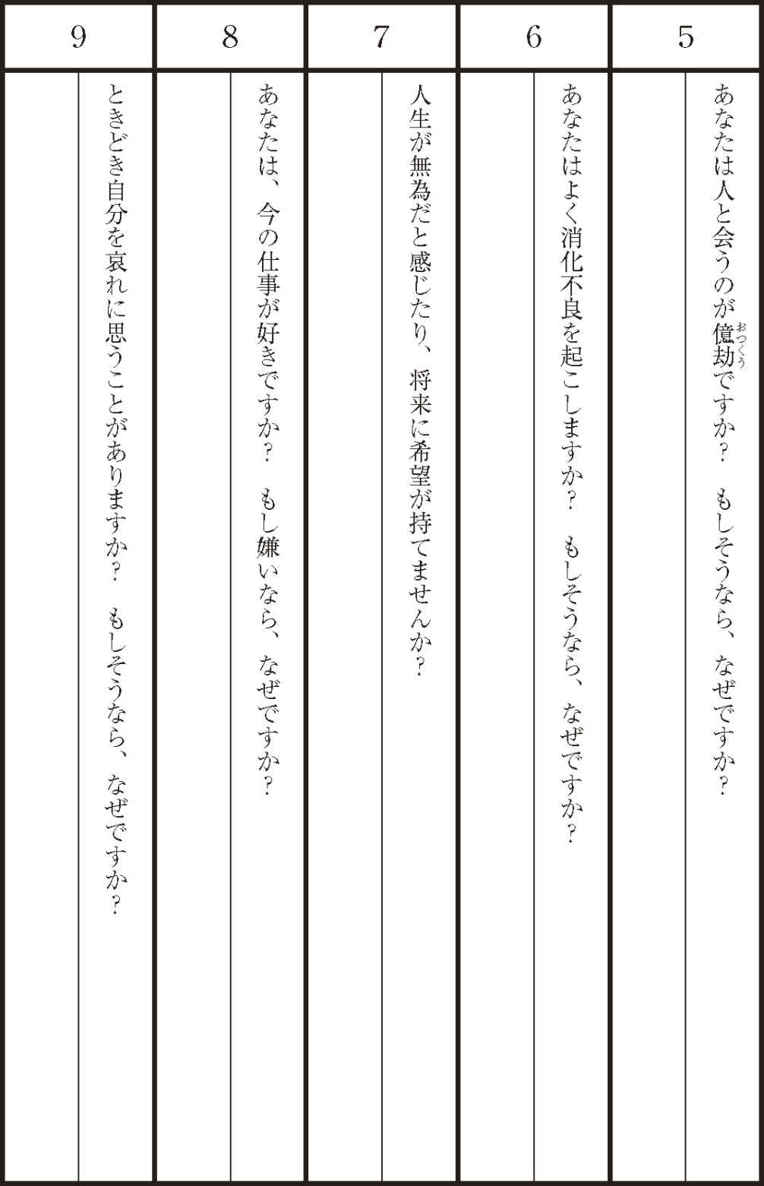 5
あなたは人と会うのが億劫ですか？　もしそうなら、なぜですか？
おつくう
6
あなたはよく消化不良を起こしますか？　もしそうなら、なぜですか？
7
人生が無為だと感じたり、将来に希望が持てませんか？
8
あなたは、今の仕事が好きですか？　もし嫌いなら、なぜですか？
9
ときどき自分を哀れに思うことがありますか？　もしそうなら、なぜですか？